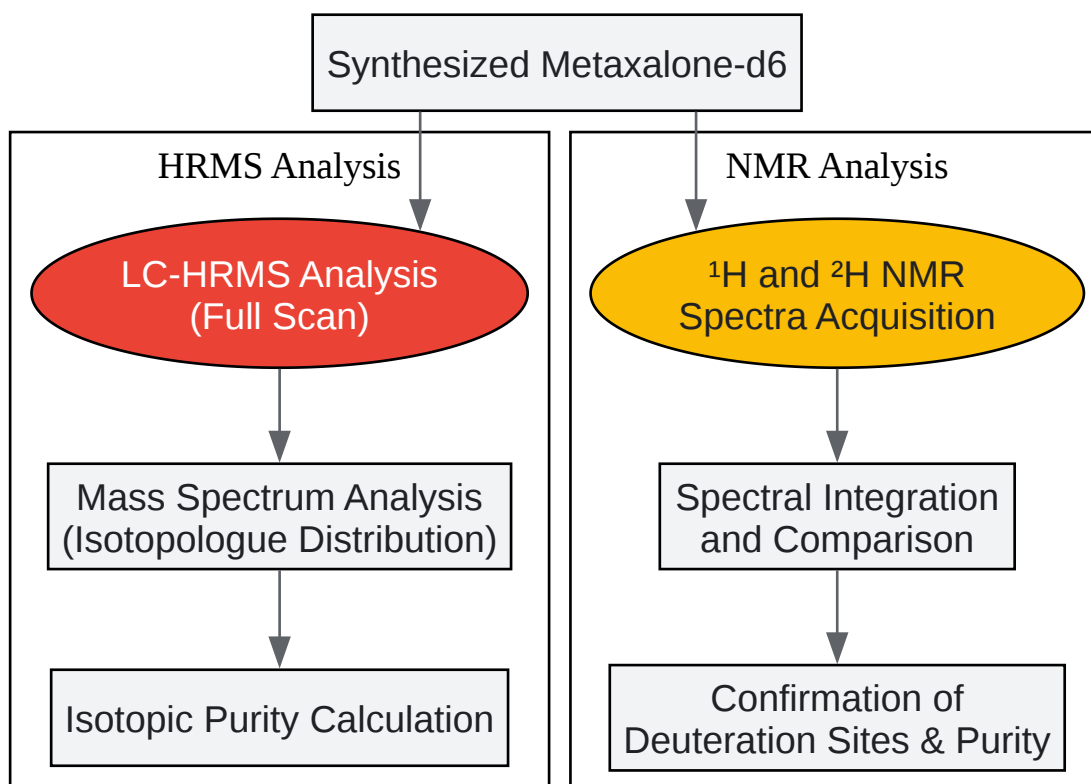 Synthesized Metaxalone-d6
HRMS Analysis
LC-HRMS Analysis
(Full Scan)
Mass Spectrum Analysis
(Isotopologue Distribution)
Isotopic Purity Calculation
NMR Analysis
¹H and ²H NMR
Spectra Acquisition
Spectral Integration
and Comparison
Confirmation of
Deuteration Sites & Purity